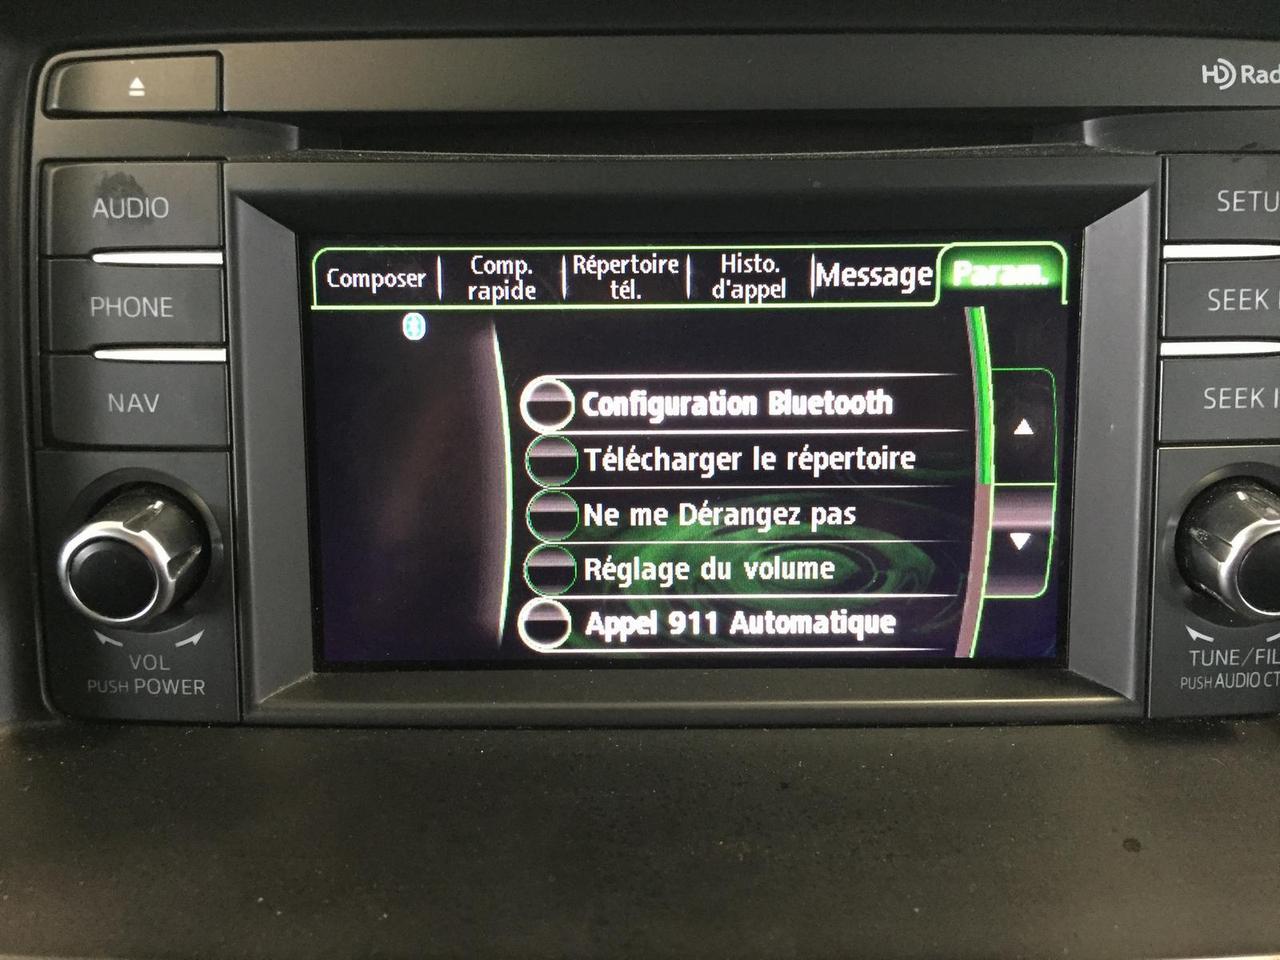 HD Rad
AUDIO
PHONE
NAV
VOL
PUSH POWER
Composer
Comp.
rapide
Répertoire
tél.
Histo.
d'appel
Message
Param.
Configuration Bluetooth
Télécharger le répertoire
Ne me Dérangez pas
Réglage du volume
Appel 911 Automatique
SETU
SEEK
SEEK
TUNE/FIL
PUSH AUDIO CT